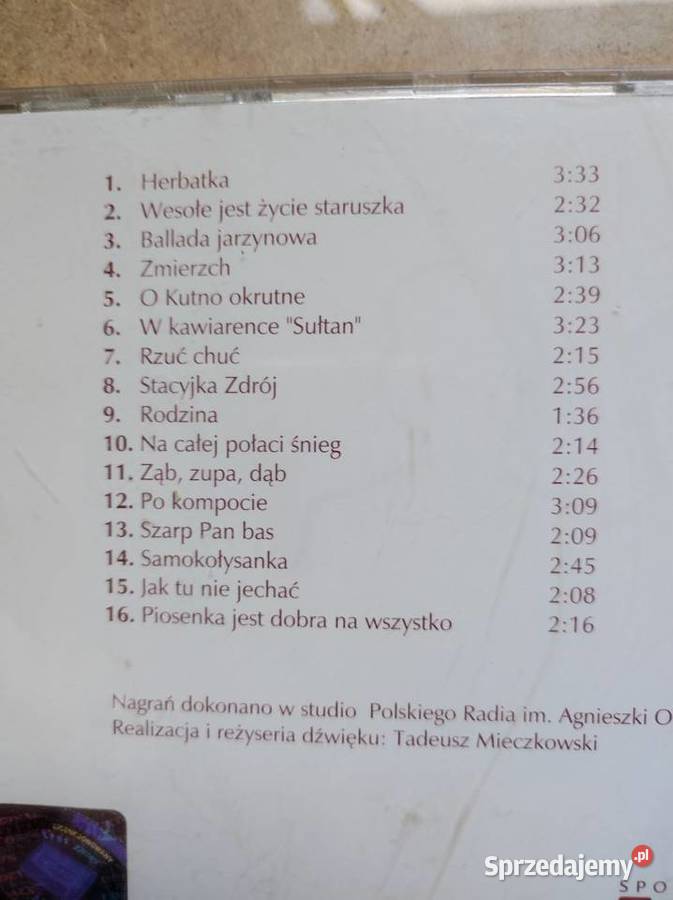 1. Herbatka 3:33
2. Wesołe jest życie staruszka 2:32
3. Ballada jarzynowa 3:06
4. Zmierzch 3:13
5. O Kutno okrutne 2:39
6. W kawiarence "Sułtan" 3:23
7. Rzuć chuć 2:15
8. Stacyjka Zdrój 2:56
9. Rodzina 1:36
10. Na całej połaci śnieg 2:14
11. Ząb, zupa, dąb 2:26
12. Po kompocie 3:09
13. Szarp Pan bas 2:09
14. Samokołysanka 2:45
15. Jak tu nie jechać 2:08
16. Piosenka jest dobra na wszystko 2:16
Nagrań dokonano w studio Polskiego Radia im. Agnieszki O
Realizacja i reżyseria dźwięku: Tadeusz Mieczkowski
Sprzedajemy.pl
SPO